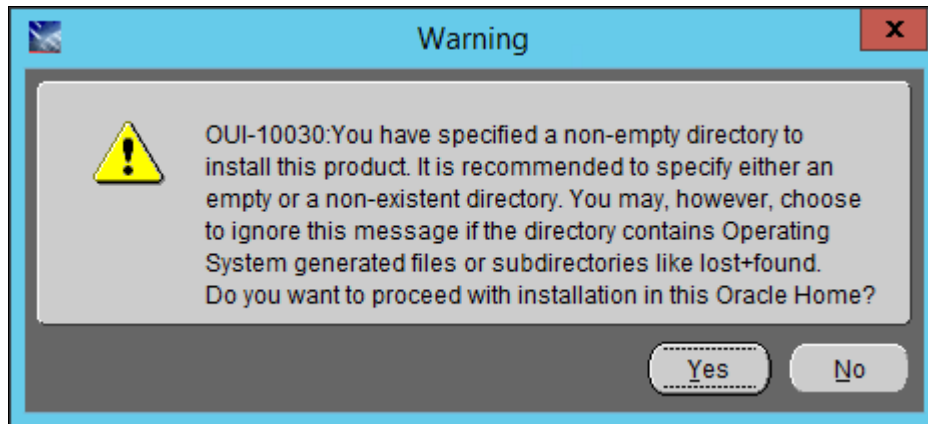 Warning
x
OUI-10030:You have specified a non-empty directory to
install this product. It is recommended to specify either an
empty or a non-existent directory. You may, however, choose
to ignore this message if the directory contains Operating
System generated files or subdirectories like lost+found.
Do you want to proceed with installation in this Oracle Home?
Yes
No